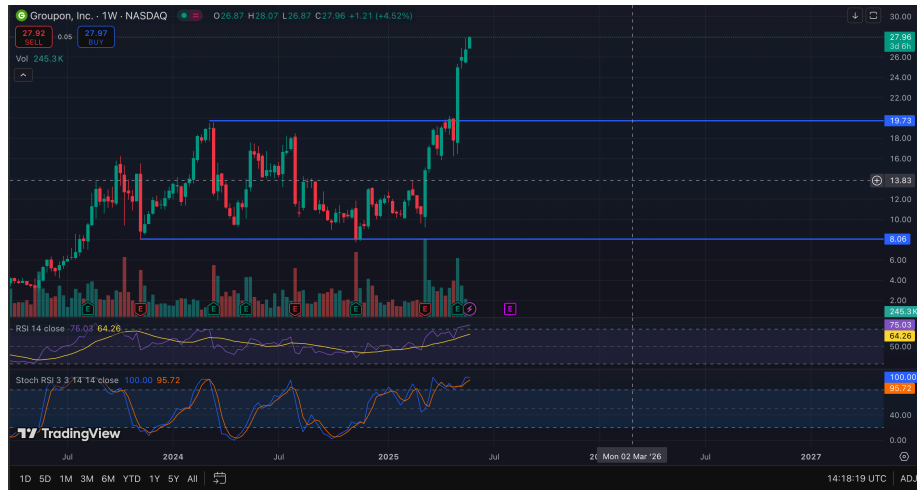 Groupon, Inc. · 1W · NASDAQ O26.87 H28.07 L26.87 C27.96 +1.21 (+4.52%)
27.92 SELL 0.05 27.97 BUY
Vol 245.3K
30.00
27.96
3d 6h
26.00
24.00
22.00
19.73
18.00
16.00
13.83
12.00
10.00
8.06
6.00
4.00
2.00
245.3K
E E E E E E E E E
RSI 14 close 75.03 64.26
75.03
64.26
50.00
Stoch RSI 3 3 14 14 close 100.00 95.72
100.00
95.72
40.00
0.00
TradingView
Jul 2024 Jul 2025 Jul Mon 02 Mar '26 Jul 2027
1D 5D 1M 3M 6M YTD 1Y 5Y All 14:18:19 UTC ADJ